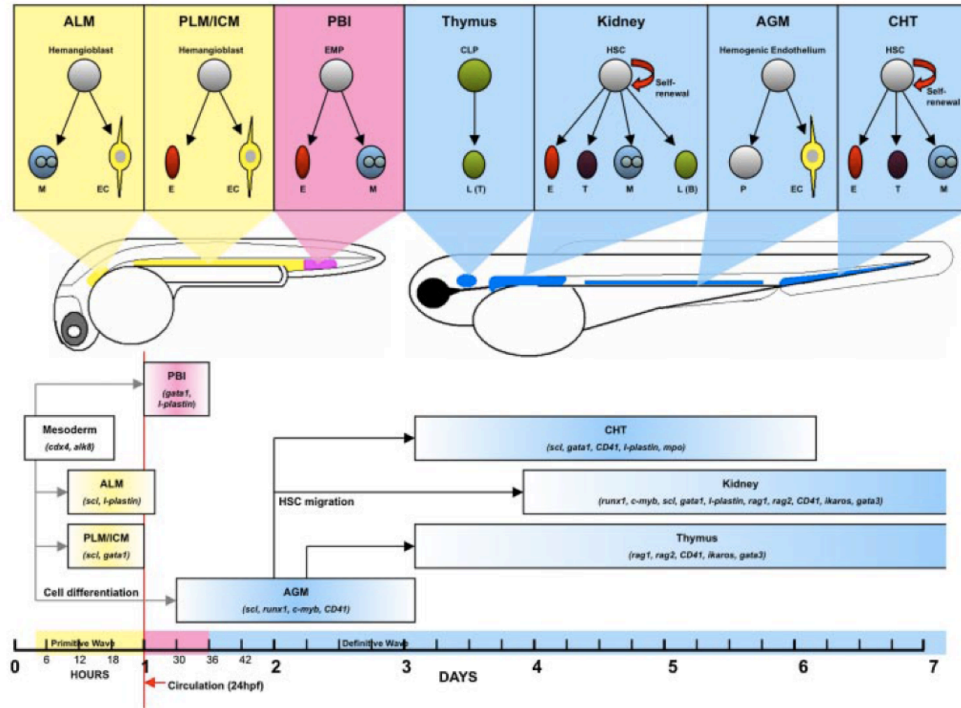 ALM
PLM/ICM
PBI
Thymus
Kidney
AGM
CHT
Hemangioblast
Hemangioblast
EMP
CLP
HSC
Hemogenic Endothelium
HSC
Self-
renewal
Self-
renewal
M
EC
E
EC
E
M
L (T)
E
T
M
L (B)
P
EC
E
T
M
PBI
(gata1,
l-plastin)
Mesoderm
(cdx4, alk8)
CHT
(scl, gata1, CD41, l-plastin, mpo)
ALM
(scl, l-plastin)
HSC migration
Kidney
(runx1, c-myb, scl, gata1, l-plastin, rag1, rag2, CD41, ikaros, gata3)
PLM/ICM
(scl, gata1)
Thymus
(rag1, rag2, CD41, ikaros, gata3)
Cell differentiation
AGM
(scl, runx1, c-myb, CD41)
Primitive Wave
Definitive Wave
0 6 12 18 1 30 36 42 2 3 4 5 6 7
HOURS
DAYS
Circulation (24hpf)